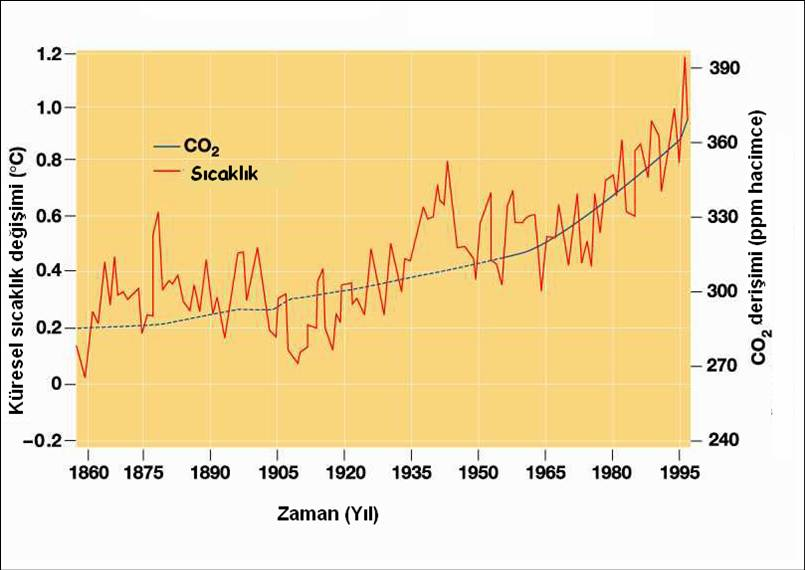 1.2
1.0
0.8
0.6
0.4
0.2
0
−0.2
Küresel sıcaklık değişimi (°C)
CO2
Sıcaklık
390
360
330
300
270
240
CO2 derişimi (ppm hacimce)
1860 1875 1890 1905 1920 1935 1950 1965 1980 1995
Zaman (Yıl)